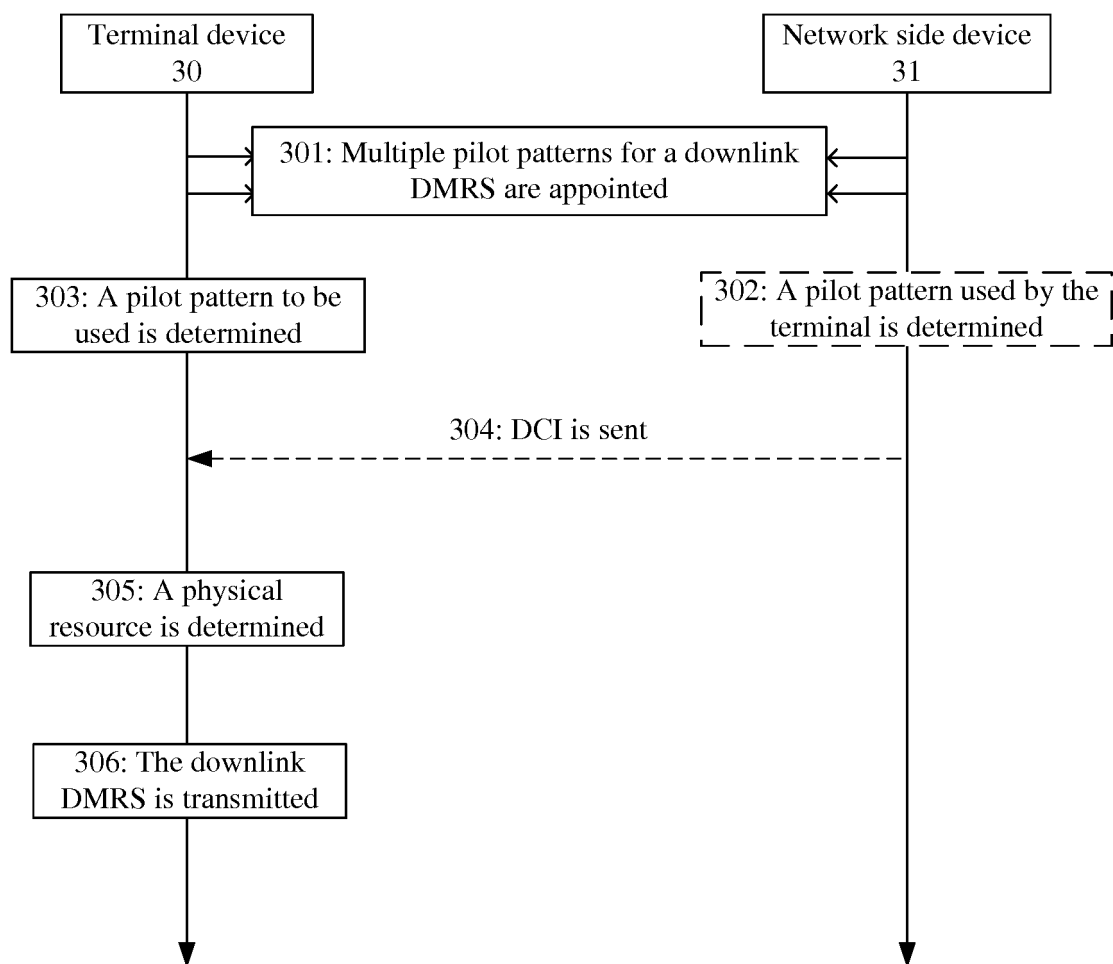 Terminal device
30
Network side device
31
301: Multiple pilot patterns for a downlink
DMRS are appointed
303: A pilot pattern to be
used is determined
302: A pilot pattern used by the
terminal is determined
304: DCI is sent
305: A physical
resource is determined
306: The downlink
DMRS is transmitted